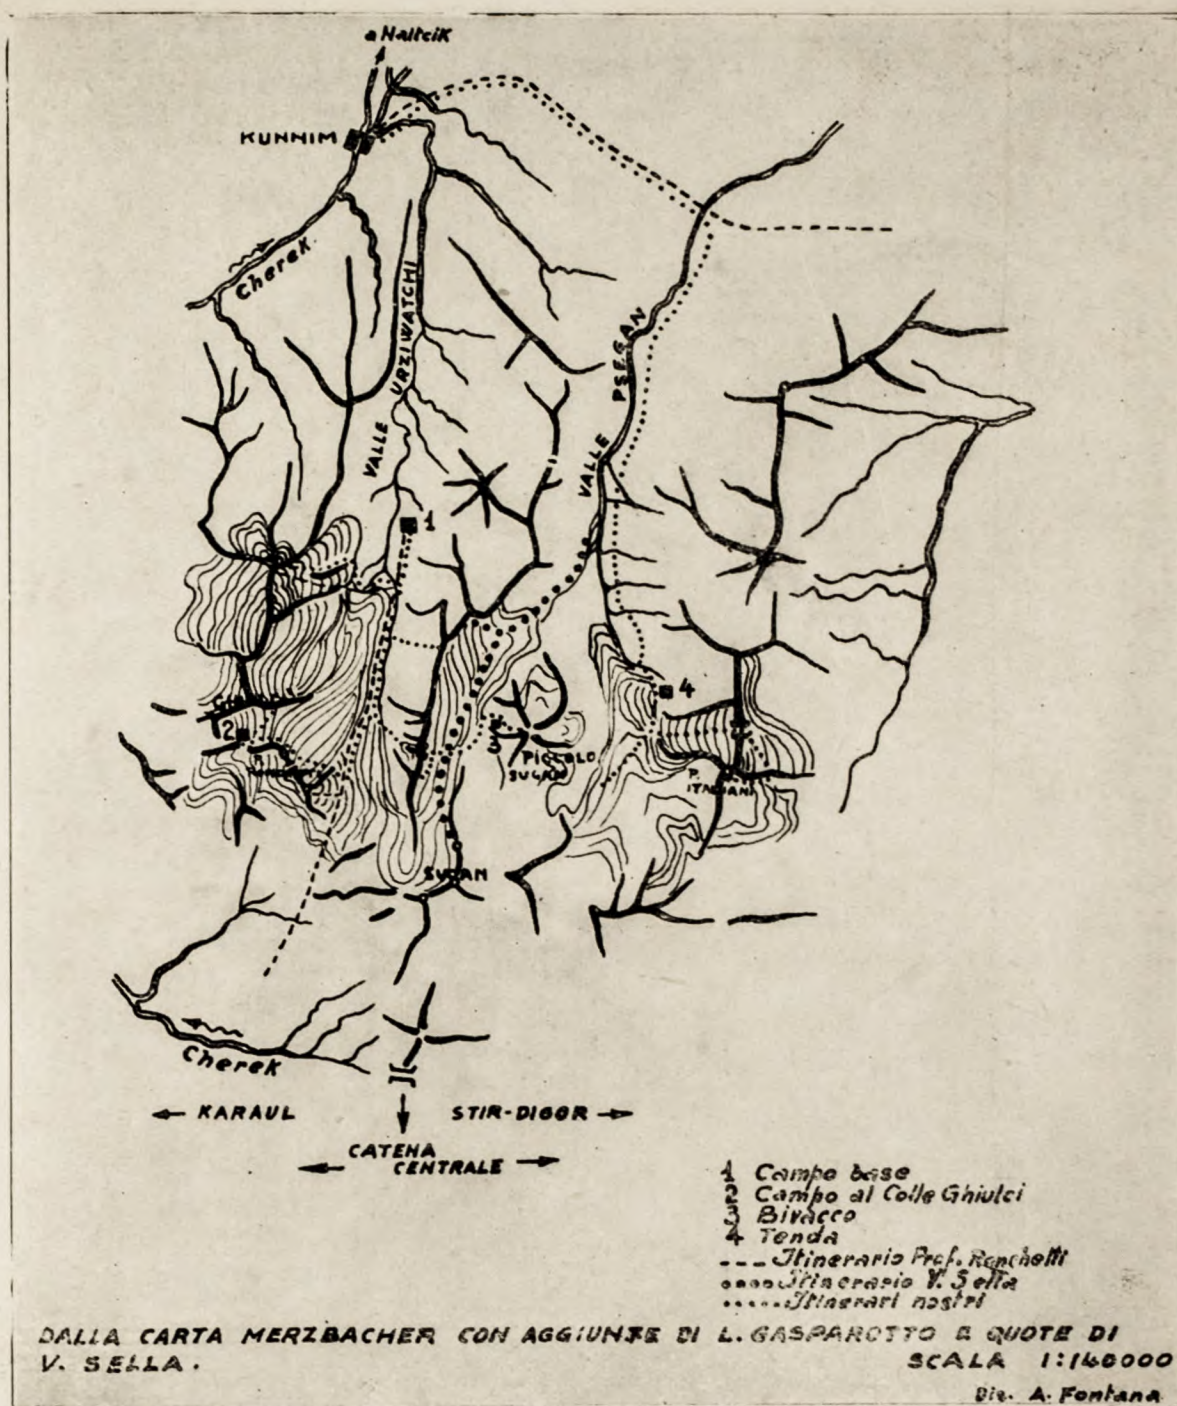 a Naltcik
KUNNIM
Cherek
VALLE URZIWATCHI
VALLE PSEGAN
1
4
2
3
PICCOLO
SUGAN
P.
ITALIANI
SUGAN
Cherek
← KARAUL
STIR-DIGOR →
CATENA
CENTRALE
1 Campo base
2 Campo al Colle Ghiulci
3 Bivacco
4 Tenda
Itinerario Prof. Ronchetti
Itinerario V. Sella
Itinerari nostri
DALLA CARTA MERZBACHER CON AGGIUNTE DI L. GASPAROTTO E QUOTE DI
V. SELLA.
SCALA 1:140000
Dis. A. Fontana